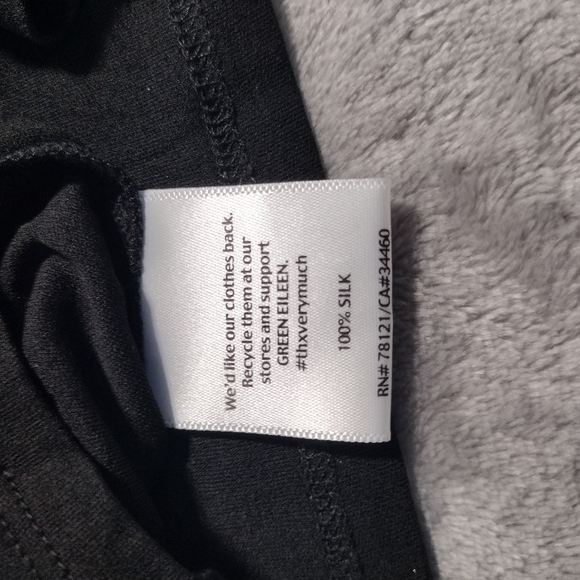 We'd like our clothes back.
Recycle them at our
stores and support
GREEN EILEEN.
#thxverymuch
100% SILK
RN# 78121/CA#34460